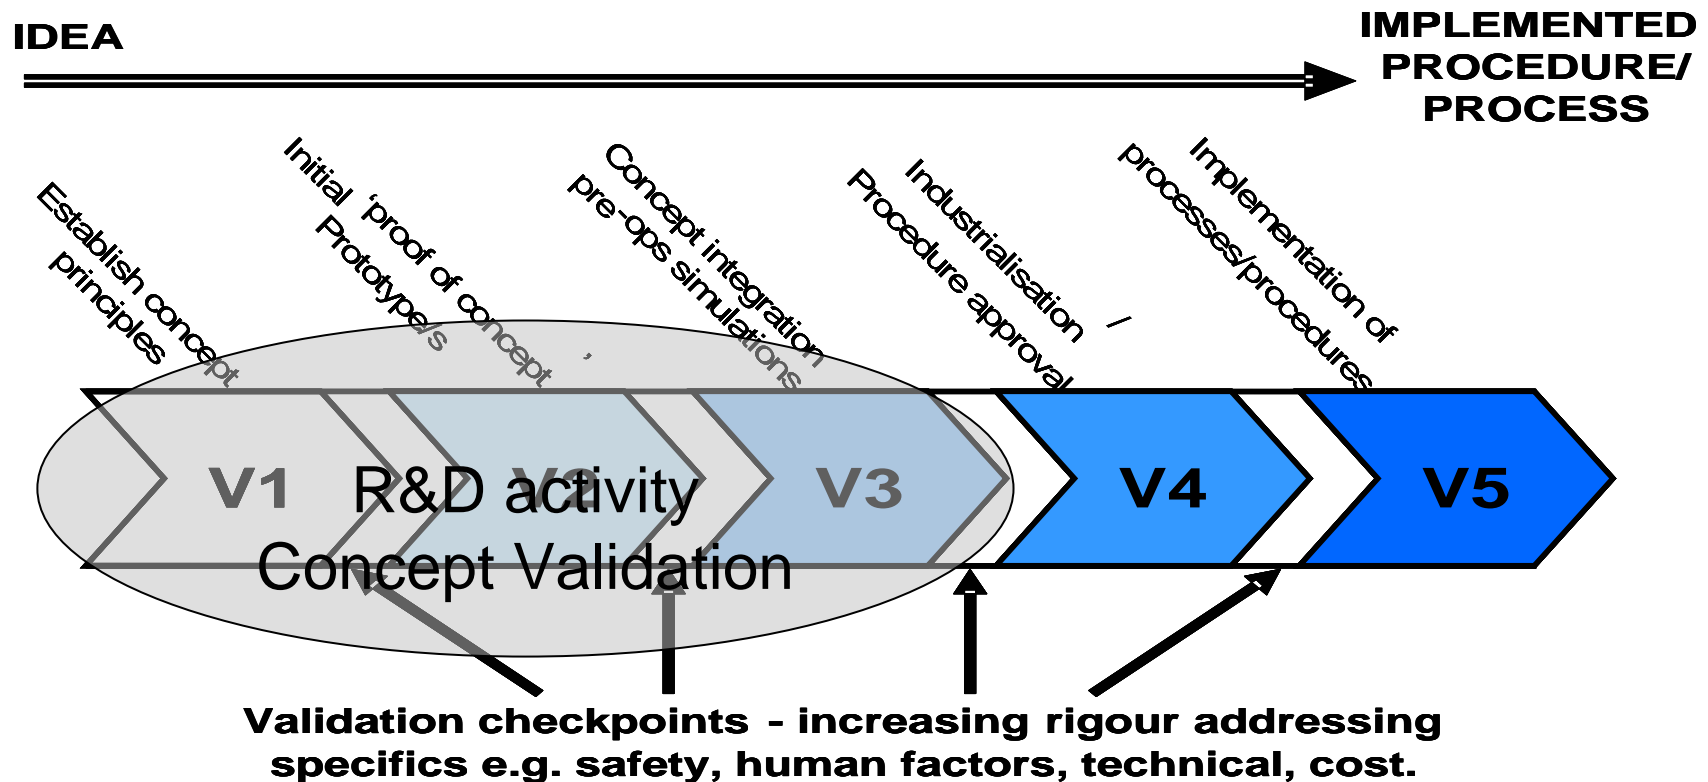 IDEA
IMPLEMENTED
PROCEDURE/
PROCESS
Establish concept
principles
Initial ‘proof of concept ’
Prototype/s
Concept integration
pre-ops simulations
Industrialisation /
Procedure approval
Implementation of
processes/procedures
V1
V2
V3
V4
V5
R&D activity
Concept Validation
Validation checkpoints - increasing rigour addressing
specifics e.g. safety, human factors, technical, cost.